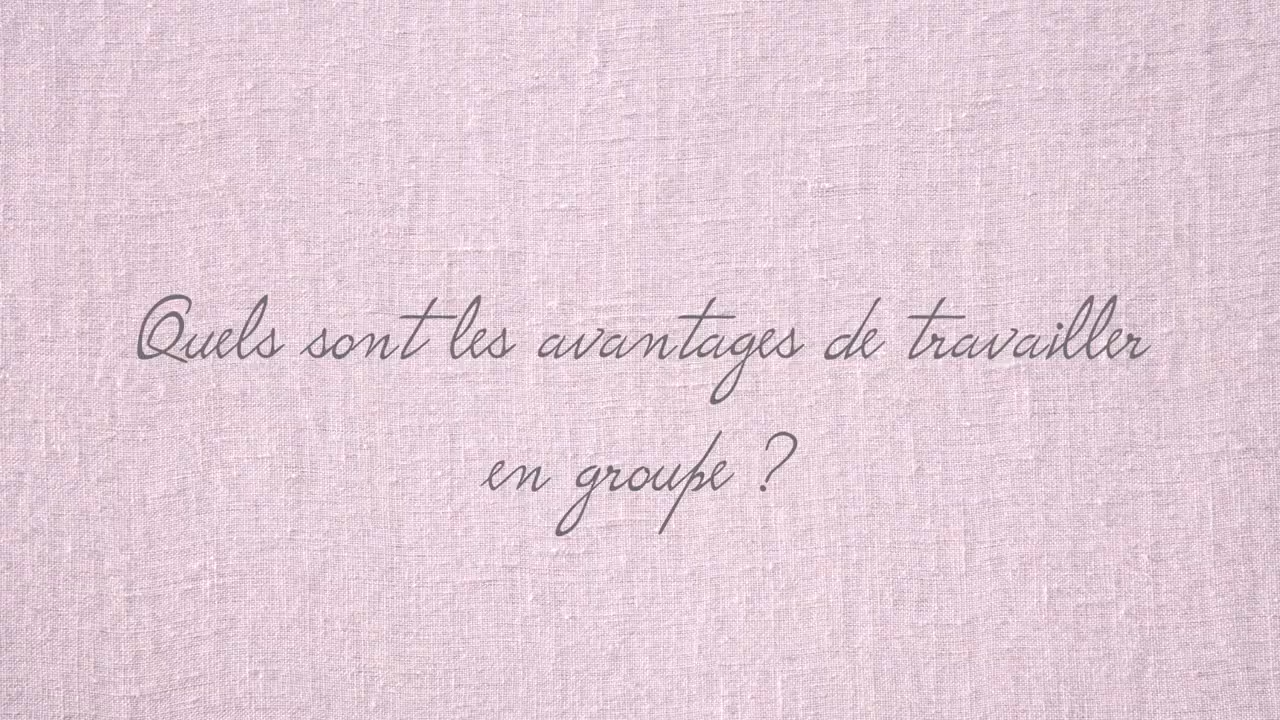 Quels sont les avantages de travailler
en groupe ?